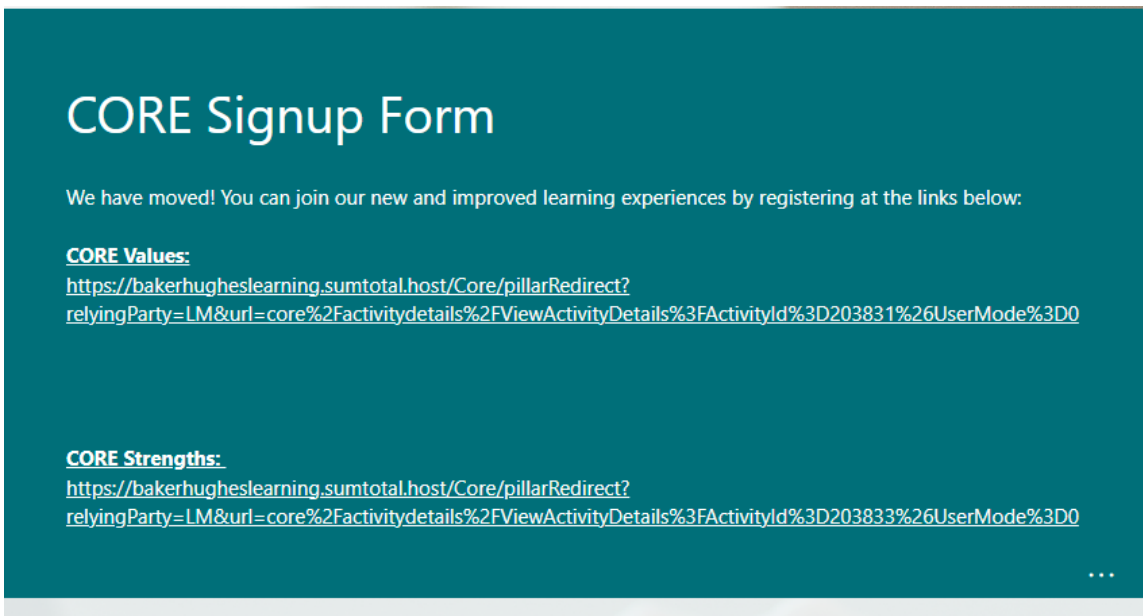 CORE Signup Form
We have moved! You can join our new and improved learning experiences by registering at the links below:
CORE Values:
https://bakerhugheslearning.sumtotal.host/Core/pillarRedirect?
relyingParty=LM&url=core%2Factivitydetails%2FViewActivityDetails%3FActivityId%3D203831%26UserMode%3D0
CORE Strengths:
https://bakerhugheslearning.sumtotal.host/Core/pillarRedirect?
relyingParty=LM&url=core%2Factivitydetails%2FViewActivityDetails%3FActivityId%3D203833%26UserMode%3D0
...